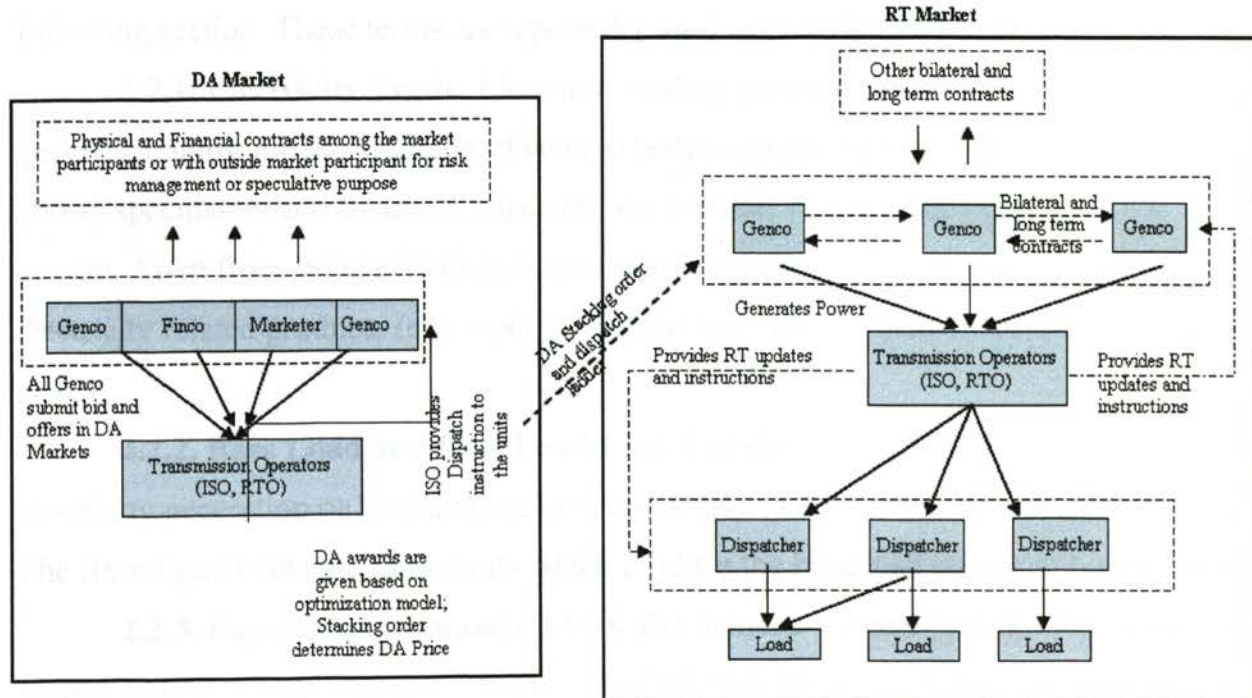 RT Market
DA Market
Physical and Financial contracts among the market
participants or with outside market participant for risk
management or speculative purpose
Genco Finco Marketer Genco
All Genco
submit bid and
offers in DA
Markets
Transmission Operators
(ISO, RTO)
ISO provides
Dispatch
instruction to
the units
DA awards are
given based on
optimization model;
Stacking order
determines DA Price
DA Stacking order
and dispatch
ladder
Other bilateral and
long term contracts
Genco
Genco
Bilateral and
long term
contracts
Genco
Generates Power
Transmission Operators
(ISO, RTO)
Provides RT updates
and instructions
Provides RT
updates and
instructions
Dispatcher
Dispatcher
Dispatcher
Load
Load
Load